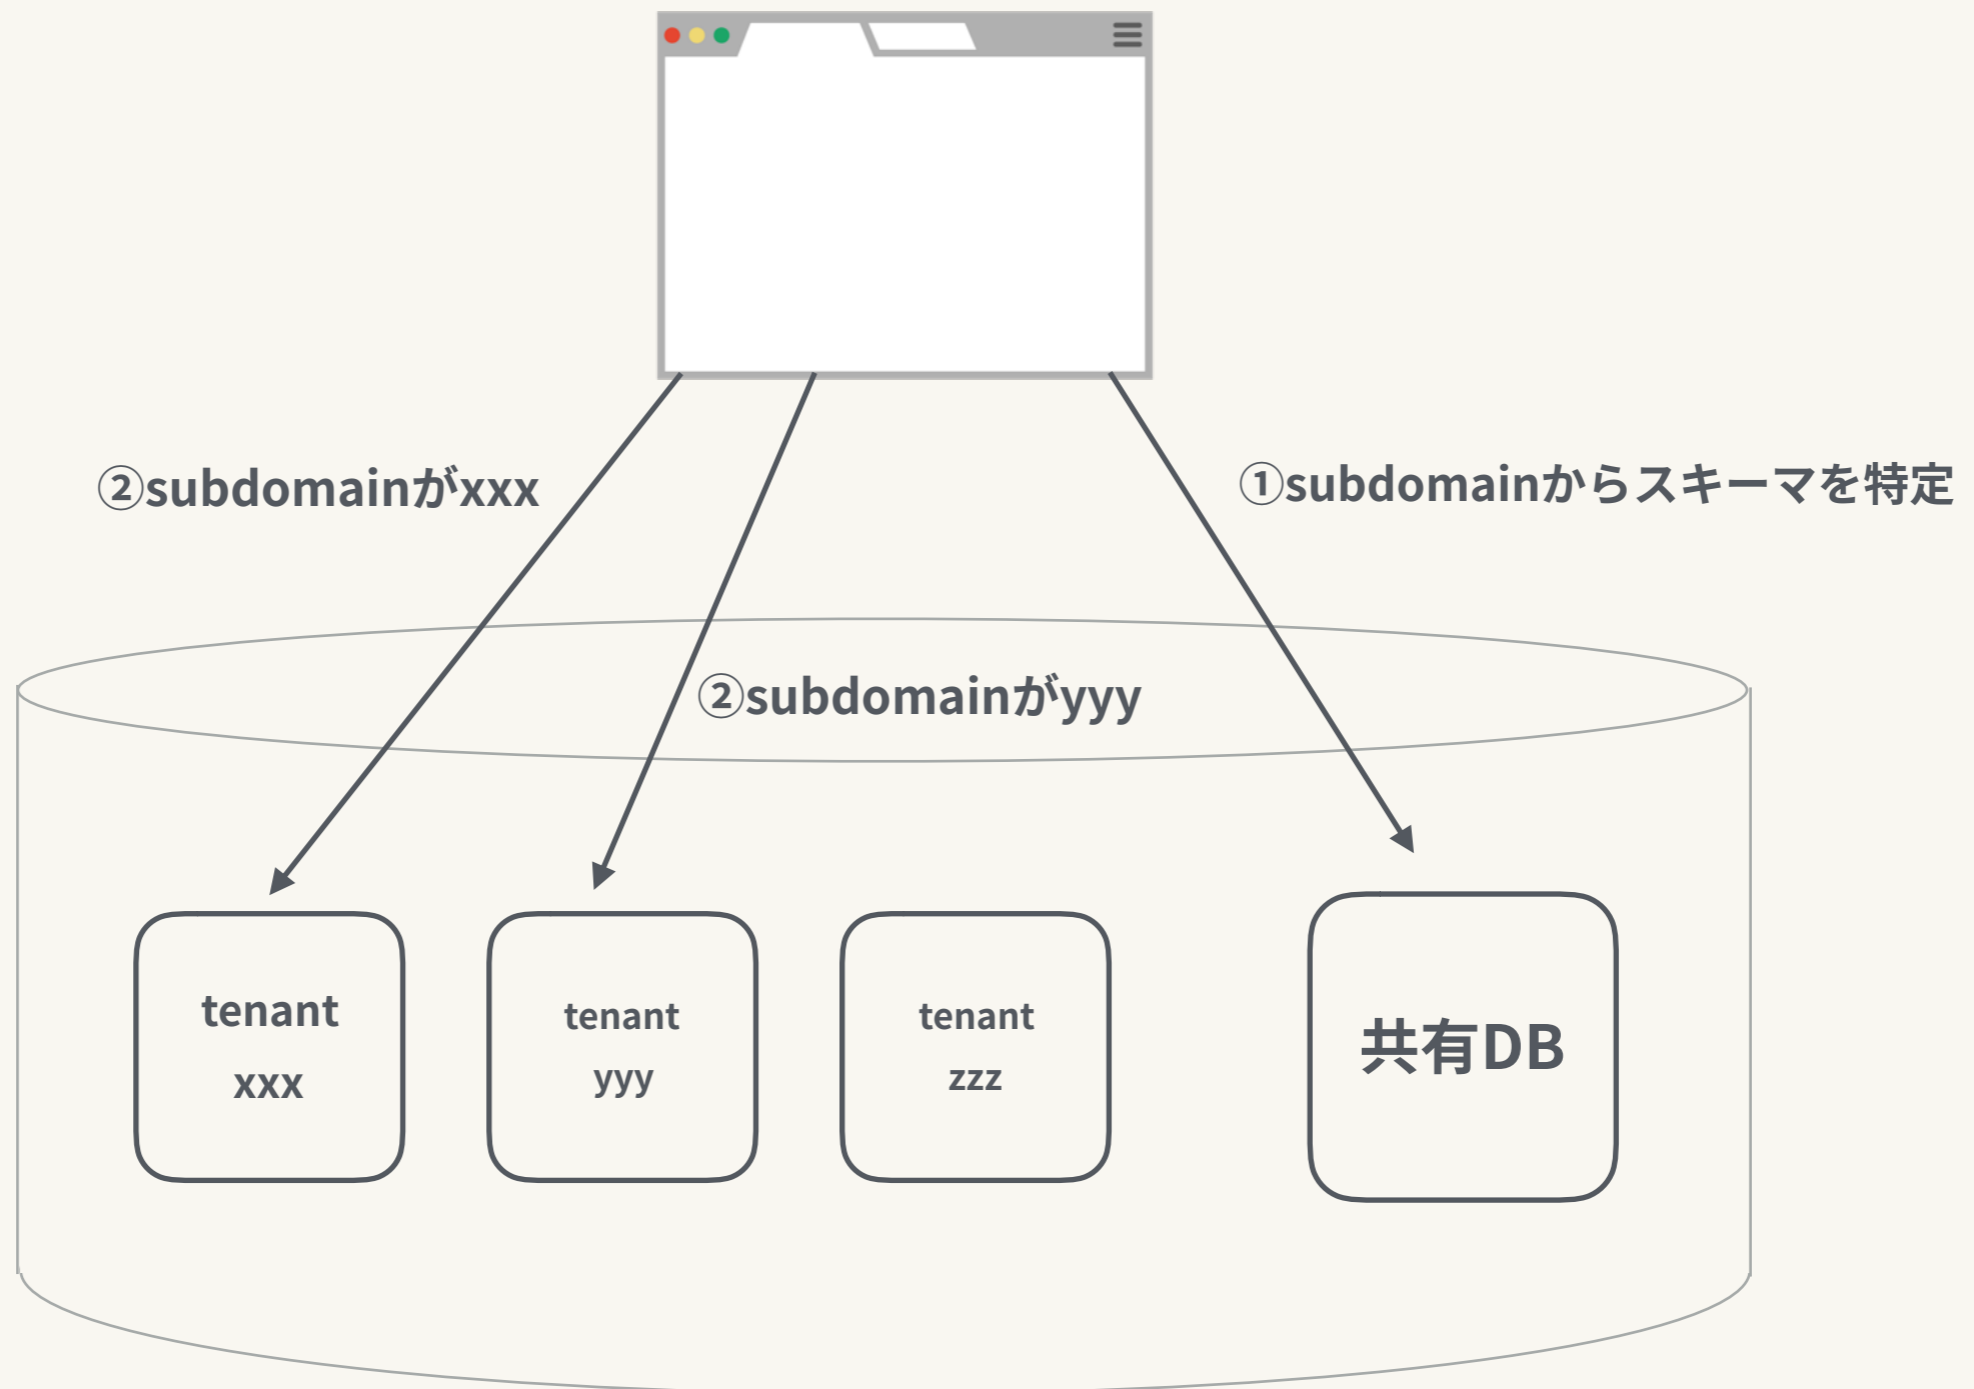 ①subdomainからスキーマを特定
②subdomainがxxx
②subdomainがyyy
tenant
xxx
tenant
yyy
tenant
zzz
共有DB